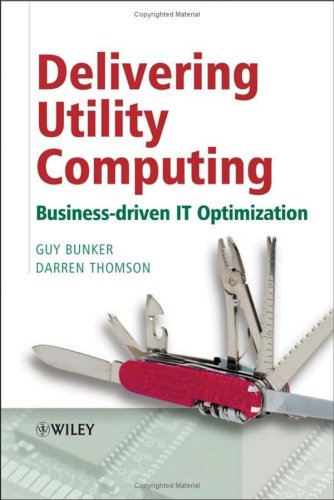 Copyrighted Material
Delivering
Utility
Computing
Business-driven IT Optimization
GUY BUNKER
DARREN THOMSON
WILEY
Copyrighted Material